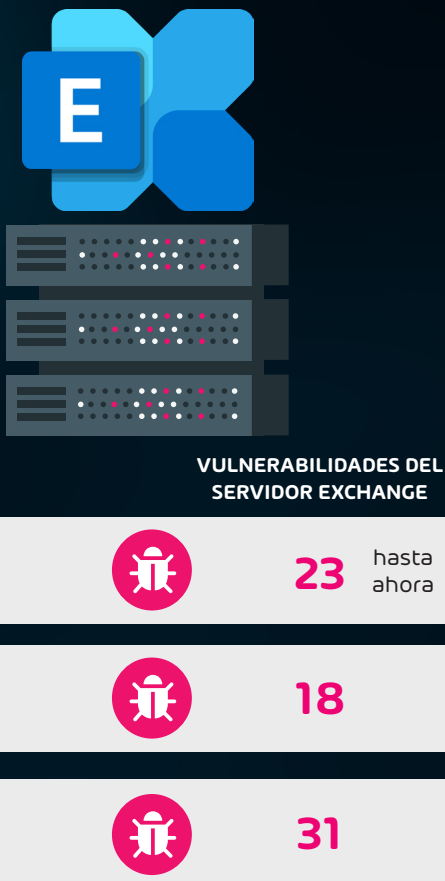 E
VULNERABILIDADES DEL
SERVIDOR EXCHANGE
23 hasta
ahora
18
31